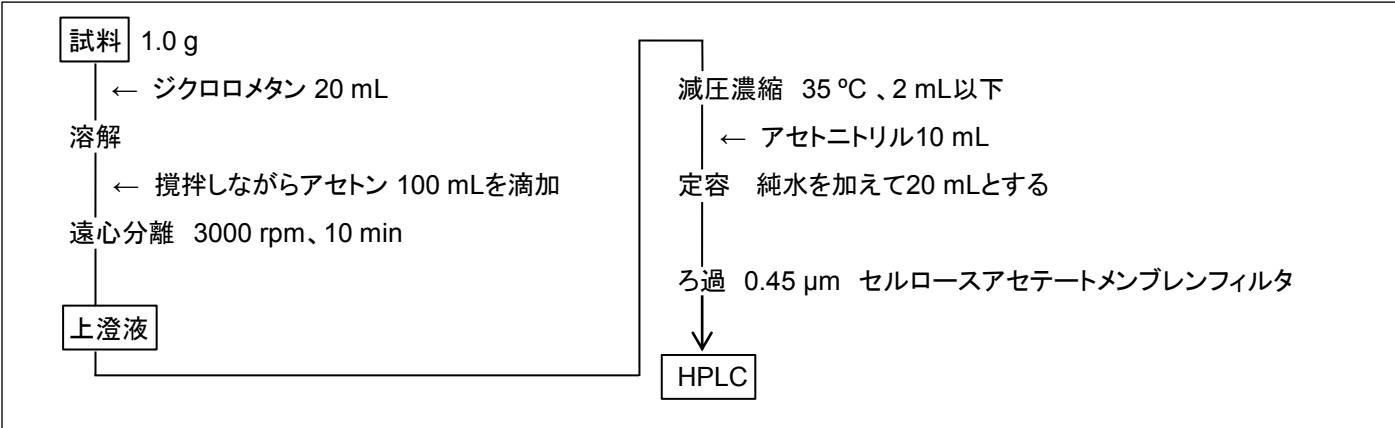 試料 1.0 g
← ジクロロメタン 20 mL
溶解
← 撹拌しながらアセトン 100 mLを滴加
遠心分離 3000 rpm、10 min
上澄液
減圧濃縮 35 ºC 、2 mL以下
← アセトニトリル10 mL
定容 純水を加えて20 mLとする
ろ過 0.45 µm セルロースアセテートメンブレンフィルタ
HPLC